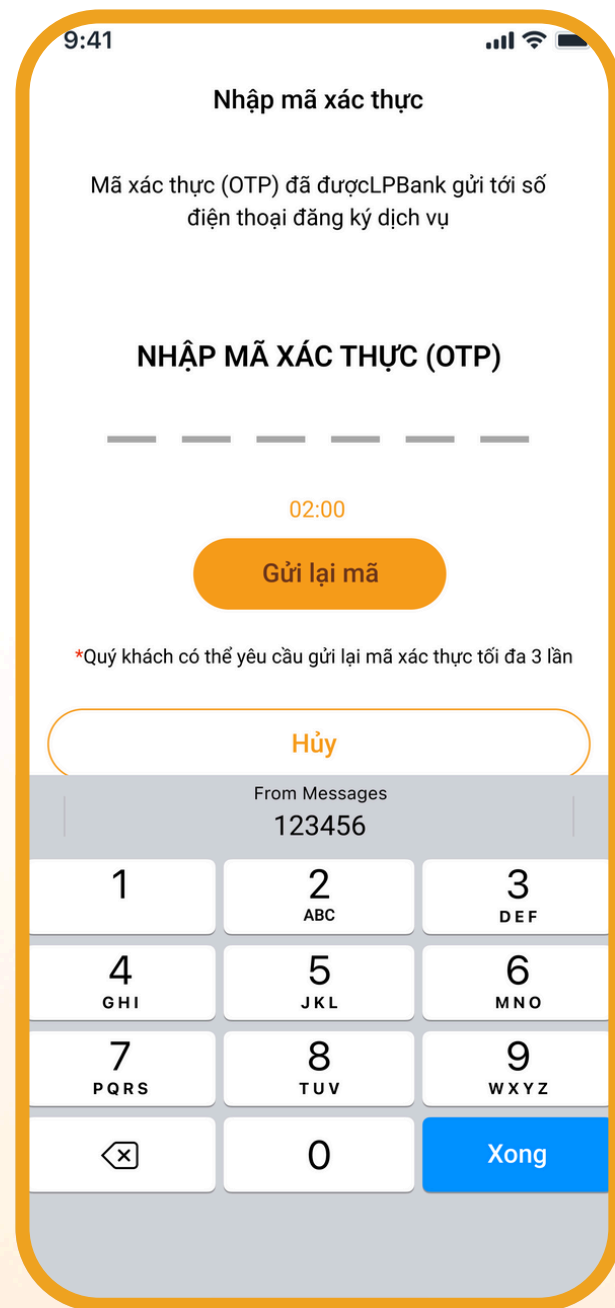 9:41
Nhập mã xác thực
Mã xác thực (OTP) đã đượcLPBank gửi tới số
điện thoại đăng ký dịch vụ
NHẬP MÃ XÁC THỰC (OTP)
02:00
Gửi lại mã
*Quý khách có thể yêu cầu gửi lại mã xác thực tối đa 3 lần
Hủy
From Messages
123456
1 2 3
ABC DEF
4 5 6
GHI JKL MNO
7 8 9
PQRS TUV WXYZ
0 Xong